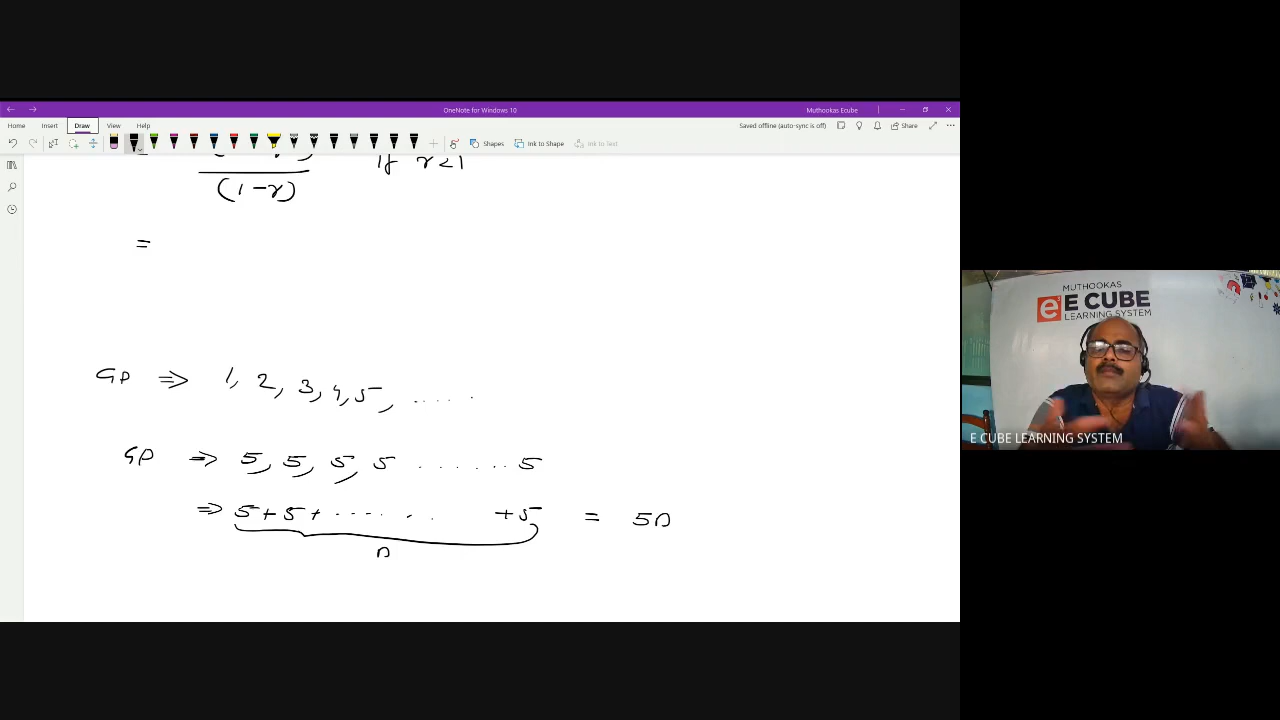 OneNote for Windows 10
Muthookas Ecube
Home Insert Draw View Help
Saved offline (auto-sync is off)
Share
Shapes
Ink to Shape
Ink to Text
if r<1
(1-r)
=
GP ⇒ 1, 2, 3, 4, 5, ......
GP ⇒ 5, 5, 5, 5 ....... 5
⇒ 5+5+ ....... +5 = 5n
n
MUTHOOKAS
e³ E CUBE
LEARNING SYSTEM
E CUBE LEARNING SYSTEM